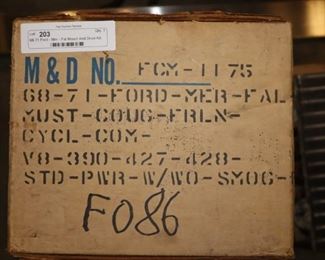 203
M & D NO. FCM-1175
68-71-FORD-MER-FAL
MUST-COUG-FRLN-
CYCL-COM-
V8-390-427-428-
STD-PWR-W/WO-SMOG-
F086